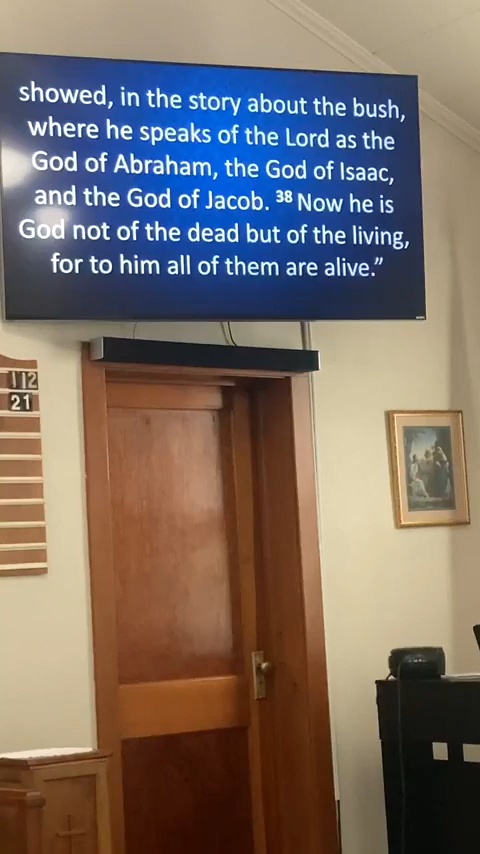 showed, in the story about the bush,
where he speaks of the Lord as the
God of Abraham, the God of Isaac,
and the God of Jacob. ³⁸ Now he is
God not of the dead but of the living,
for to him all of them are alive.”
112
21